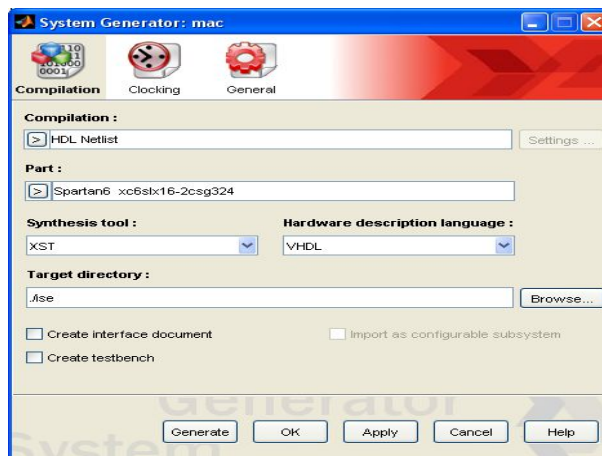 System Generator: mac
Compilation
Clocking
General
Compilation :
> HDL Netlist
Settings ...
Part :
> Spartan6 xc6slx16-2csg324
Synthesis tool :
Hardware description language :
XST
VHDL
Target directory :
./ise
Browse...
Create interface document
Import as configurable subsystem
Create testbench
Generator
System
Generate
OK
Apply
Cancel
Help